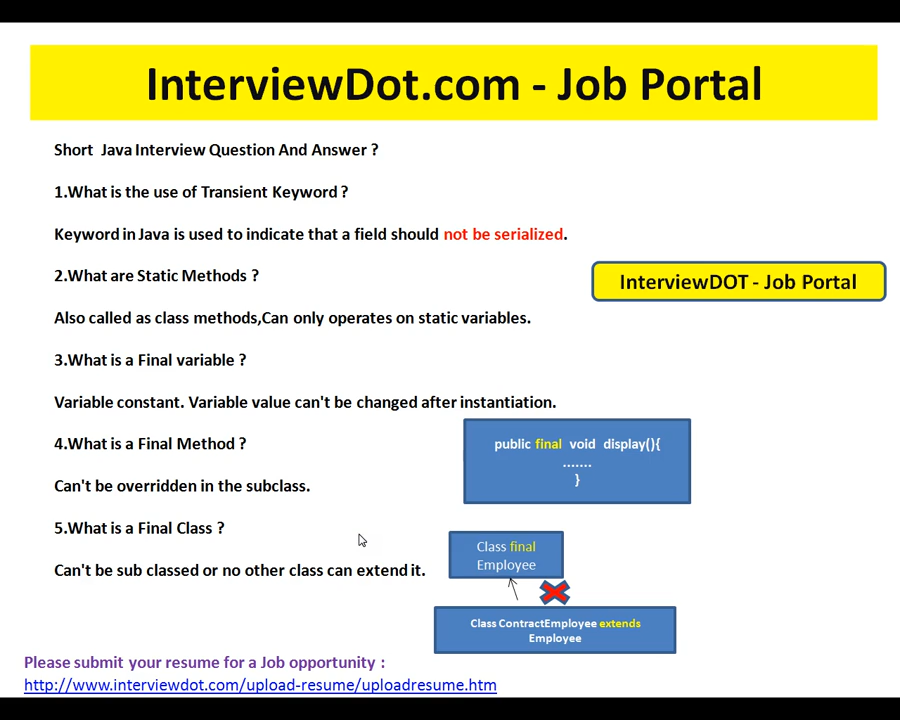 InterviewDot.com - Job Portal
Short Java Interview Question And Answer ?
1.What is the use of Transient Keyword ?
Keyword in Java is used to indicate that a field should not be serialized.
2.What are Static Methods ?
InterviewDOT - Job Portal
Also called as class methods,Can only operates on static variables.
3.What is a Final variable ?
Variable constant. Variable value can't be changed after instantiation.
4.What is a Final Method ?
public final void display(){
.......
}
Can't be overridden in the subclass.
5.What is a Final Class ?
Class final
Employee
Can't be sub classed or no other class can extend it.
Class ContractEmployee extends
Employee
Please submit your resume for a Job opportunity :
http://www.interviewdot.com/upload-resume/uploadresume.htm